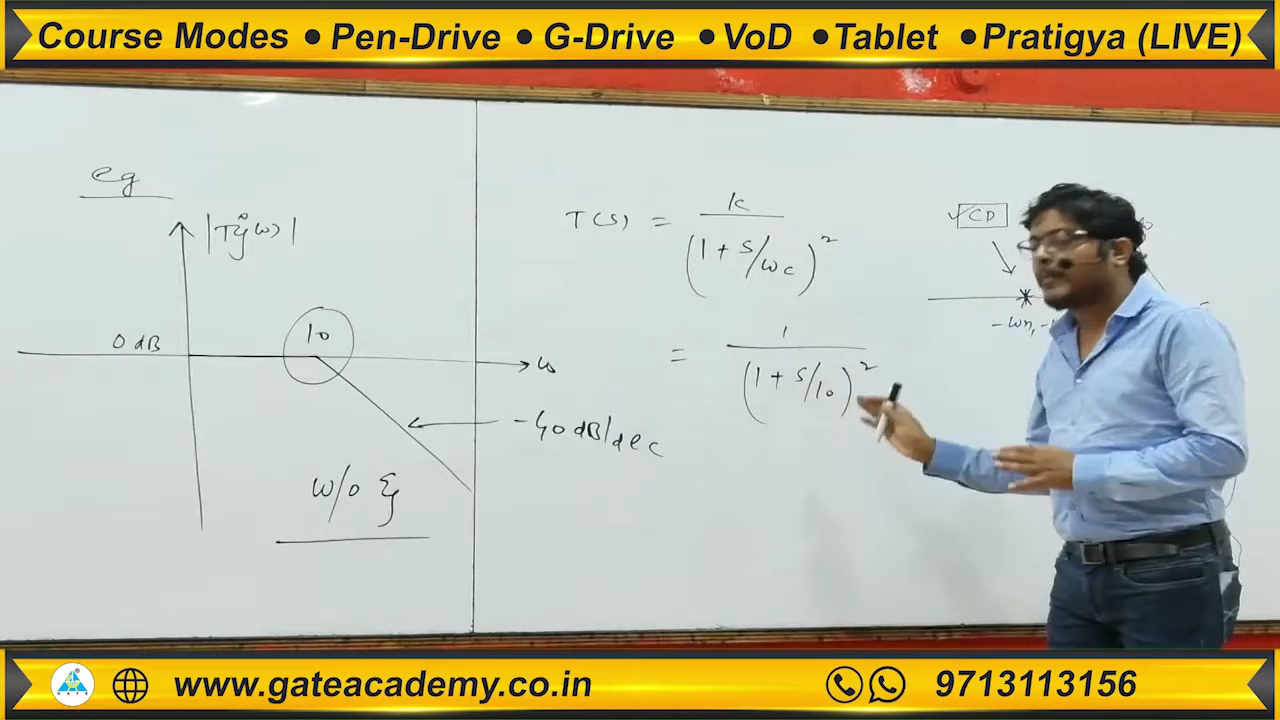 Course Modes • Pen-Drive • G-Drive • VoD • Tablet • Pratigya (LIVE)
eg
|T(jω)|
0 dB
10
ω
-40 dB/dec
w/o ξ
T(s) = K / (1 + s/ωc)²
= 1 / (1 + s/10)²
✓CD
-ωn, -
www.gateacademy.co.in
9713113156